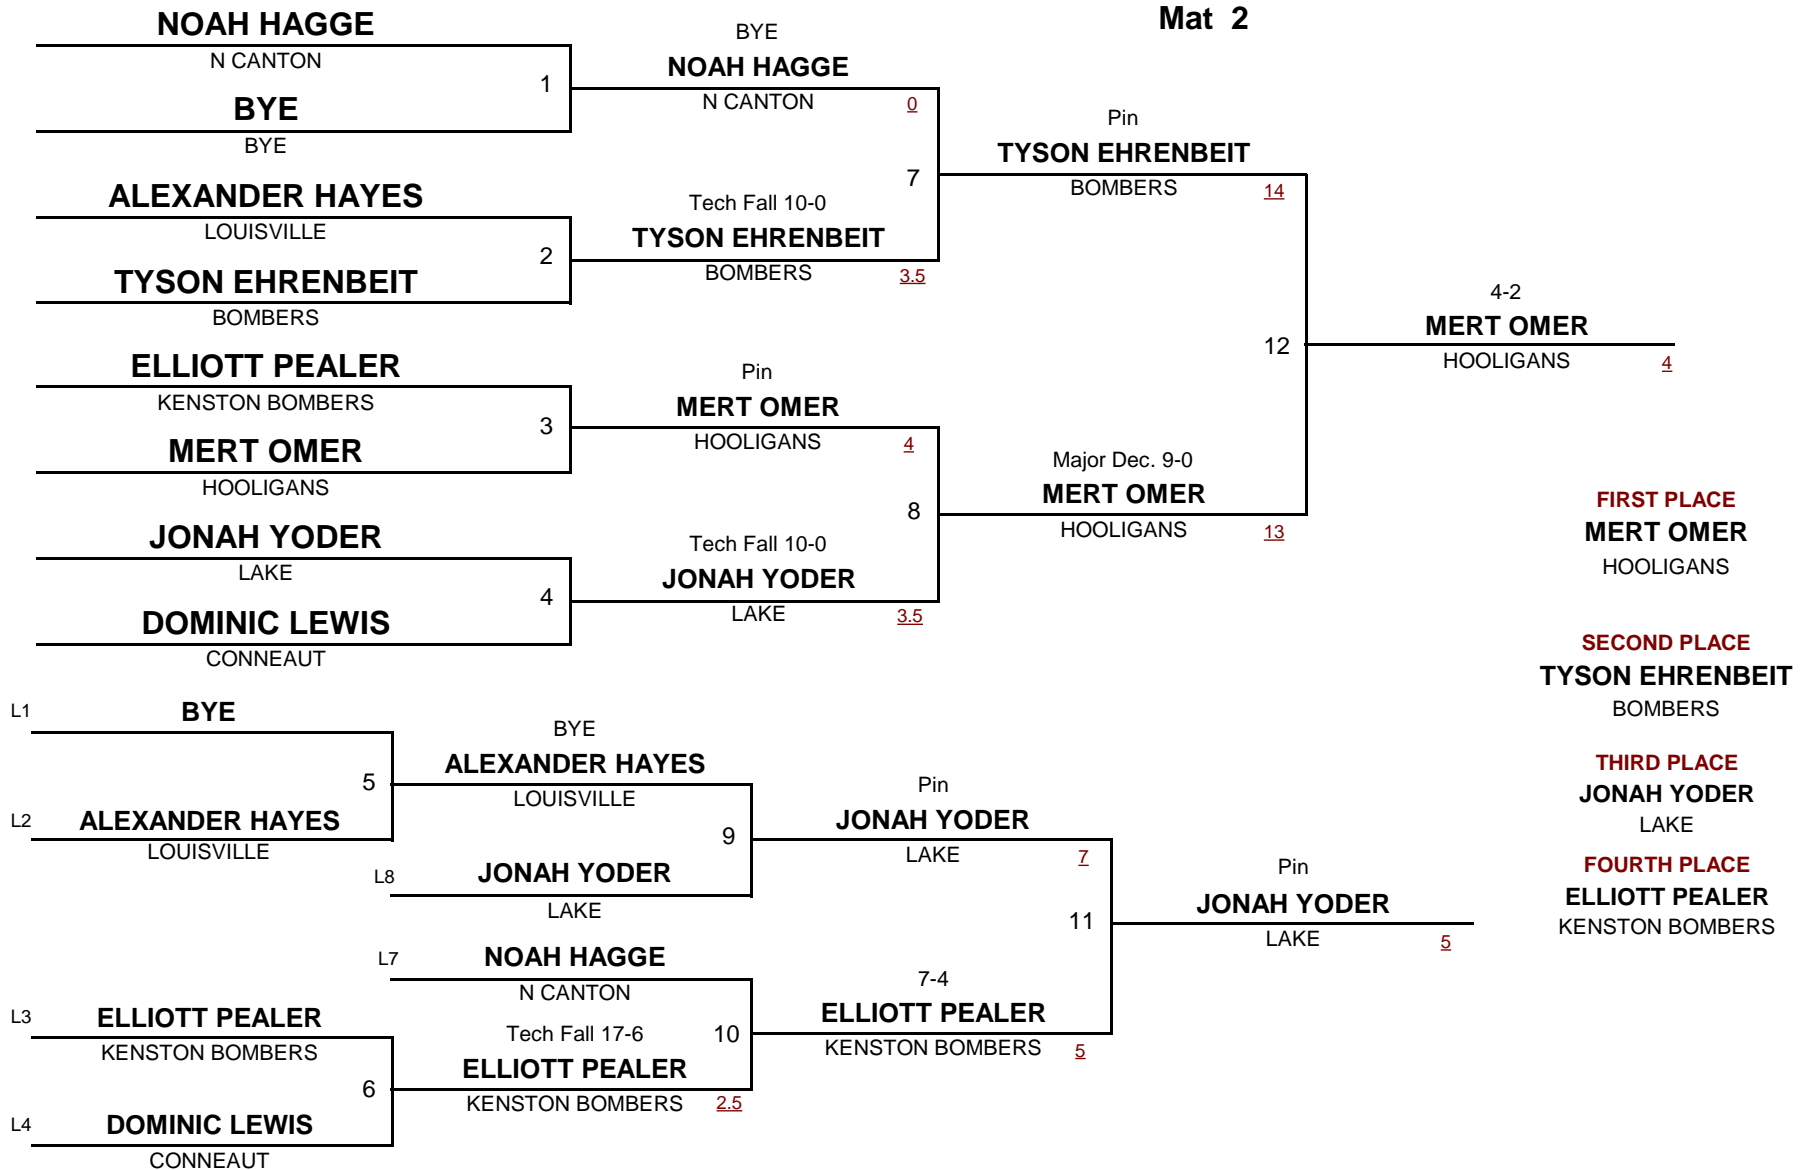 Mat 2
NOAH HAGGE
N CANTON
1
BYE
BYE
ALEXANDER HAYES
LOUISVILLE
2
TYSON EHRENBEIT
BOMBERS
ELLIOTT PEALER
KENSTON BOMBERS
3
MERT OMER
HOOLIGANS
JONAH YODER
LAKE
4
DOMINIC LEWIS
CONNEAUT
BYE
NOAH HAGGE
N CANTON
0
7
Tech Fall 10-0
TYSON EHRENBEIT
BOMBERS
3.5
Pin
MERT OMER
HOOLIGANS
4
8
Tech Fall 10-0
JONAH YODER
LAKE
3.5
Pin
TYSON EHRENBEIT
BOMBERS
14
12
Major Dec. 9-0
MERT OMER
HOOLIGANS
13
4-2
MERT OMER
HOOLIGANS
4
FIRST PLACE
MERT OMER
HOOLIGANS
SECOND PLACE
TYSON EHRENBEIT
BOMBERS
THIRD PLACE
JONAH YODER
LAKE
FOURTH PLACE
ELLIOTT PEALER
KENSTON BOMBERS
L1
BYE
5
L2
ALEXANDER HAYES
LOUISVILLE
L3
ELLIOTT PEALER
KENSTON BOMBERS
6
L4
DOMINIC LEWIS
CONNEAUT
BYE
ALEXANDER HAYES
LOUISVILLE
9
L8
JONAH YODER
LAKE
L7
NOAH HAGGE
N CANTON
10
Tech Fall 17-6
ELLIOTT PEALER
KENSTON BOMBERS
2.5
Pin
JONAH YODER
LAKE
7
11
7-4
ELLIOTT PEALER
KENSTON BOMBERS
5
Pin
JONAH YODER
LAKE
5